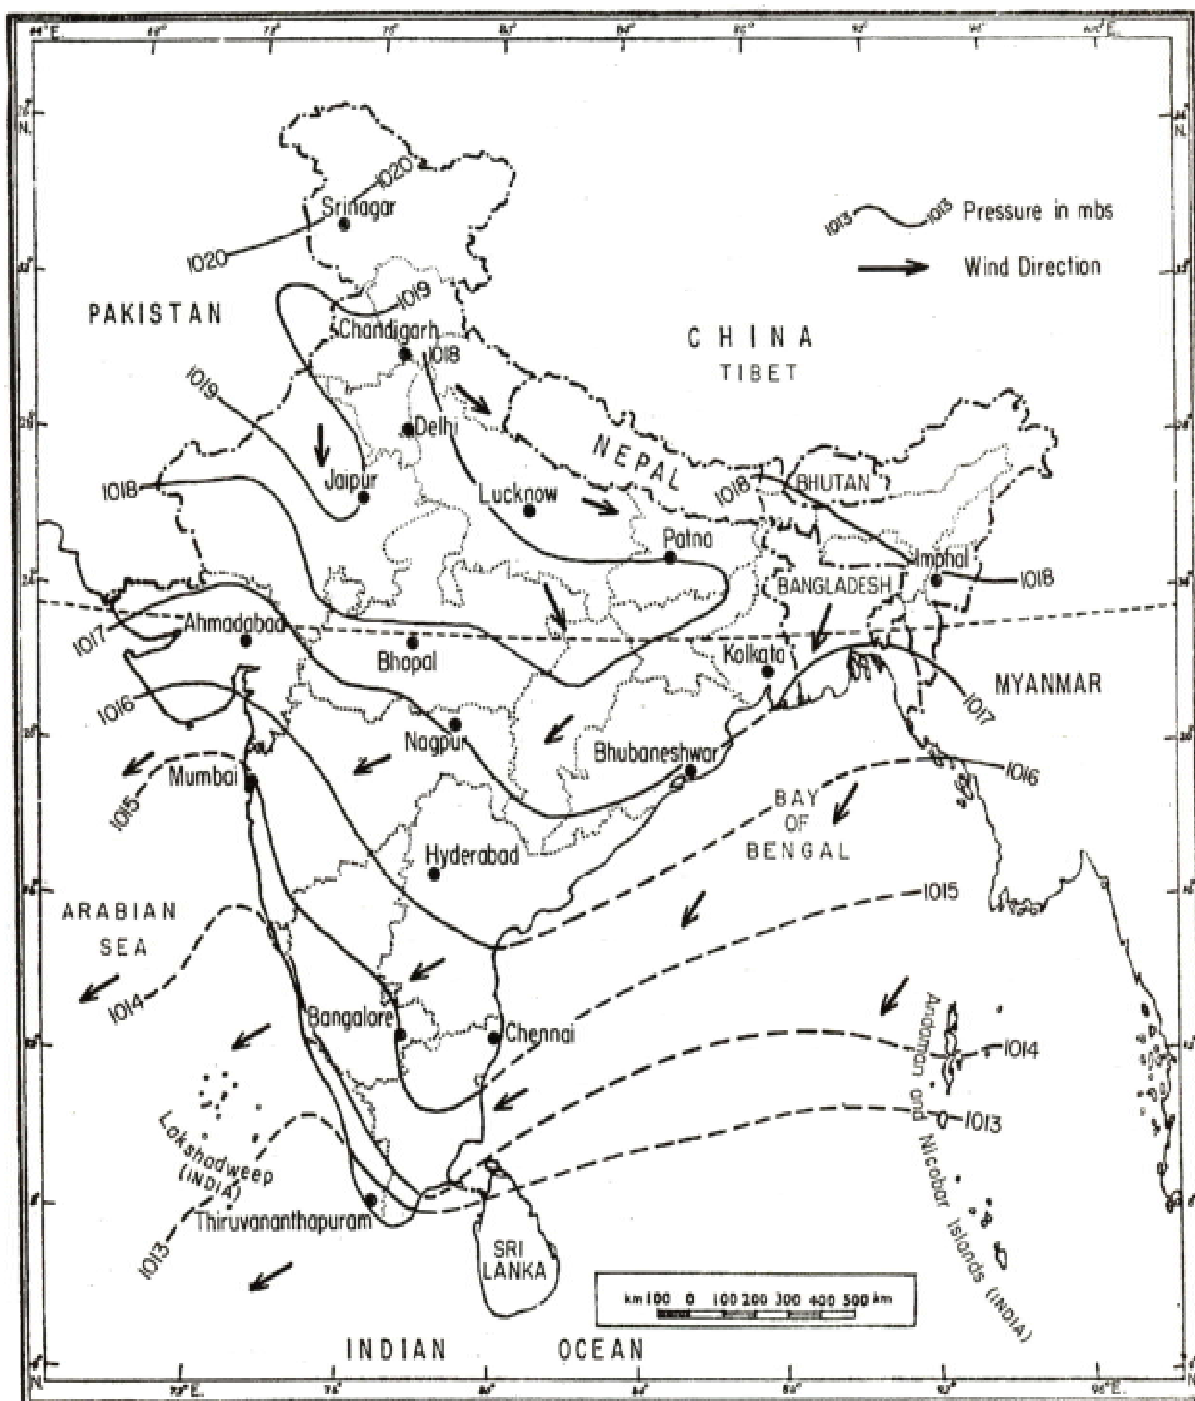 N.
N.
1020
Srinagar
1020
1013
1013
Pressure in mbs
Wind Direction
PAKISTAN
1019
Chandigarh
1018
CHINA
TIBET
1019
Delhi
NEPAL
1018
Jaipur
Lucknow
1018
BHUTAN
Patna
Imphal
1018
BANGLADESH
1017
Ahmadabad
Bhopal
Kolkata
MYANMAR
1016
1017
Nagpur
Bhubaneshwar
Mumbai
1016
1015
BAY
OF
BENGAL
Hyderabad
1015
ARABIAN
SEA
1014
Bangalore
Chennai
1014
Andaman and Nicobar Islands (INDIA)
1013
Lakshadweep
(INDIA)
Thiruvananthapuram
1013
SRI
LANKA
km 100 0 100 200 300 400 500 km
INDIAN OCEAN
N.